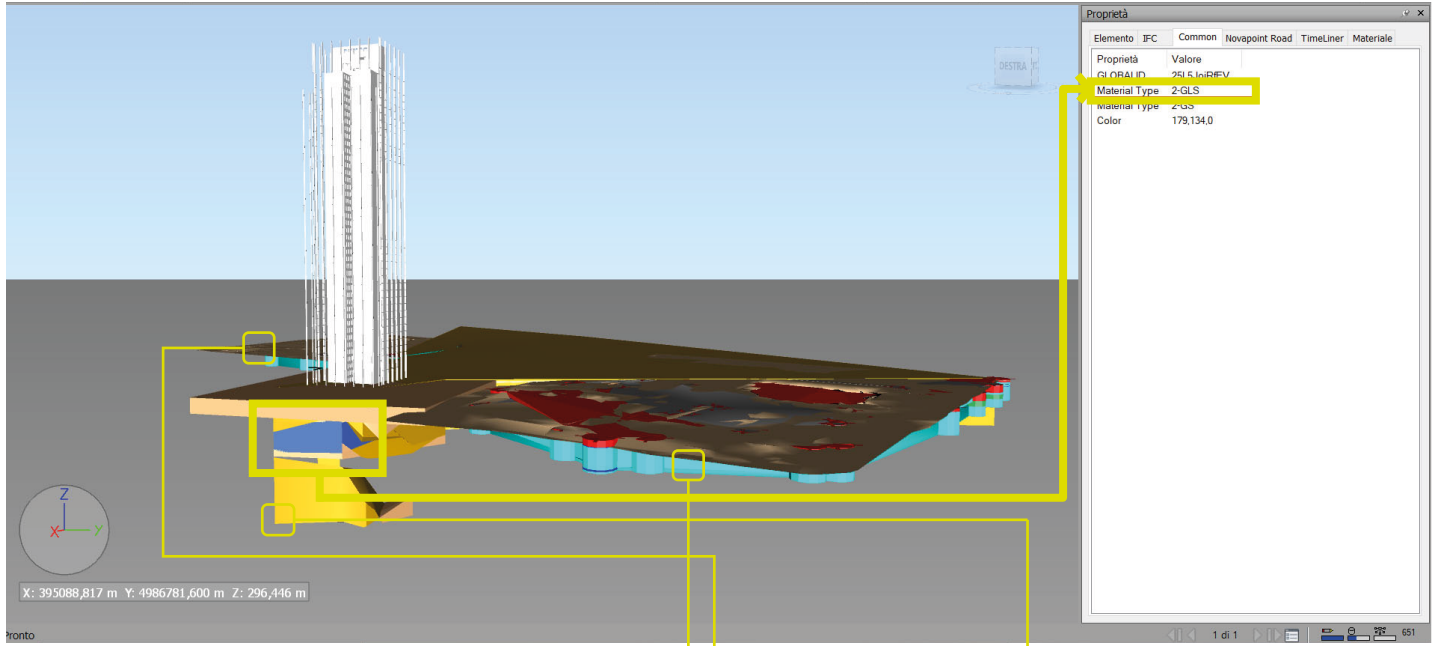 Proprietà
Elemento IFC Common Novapoint Road TimeLiner Materiale
Proprietà Valore
GLOBALID
Material Type 2-GLS
Material Type 2-GS
Color 179,134,0
DESTRA
Z
X Y
X: 395088,817 m Y: 4986781,600 m Z: 296,446 m
Pronto
1 di 1
651